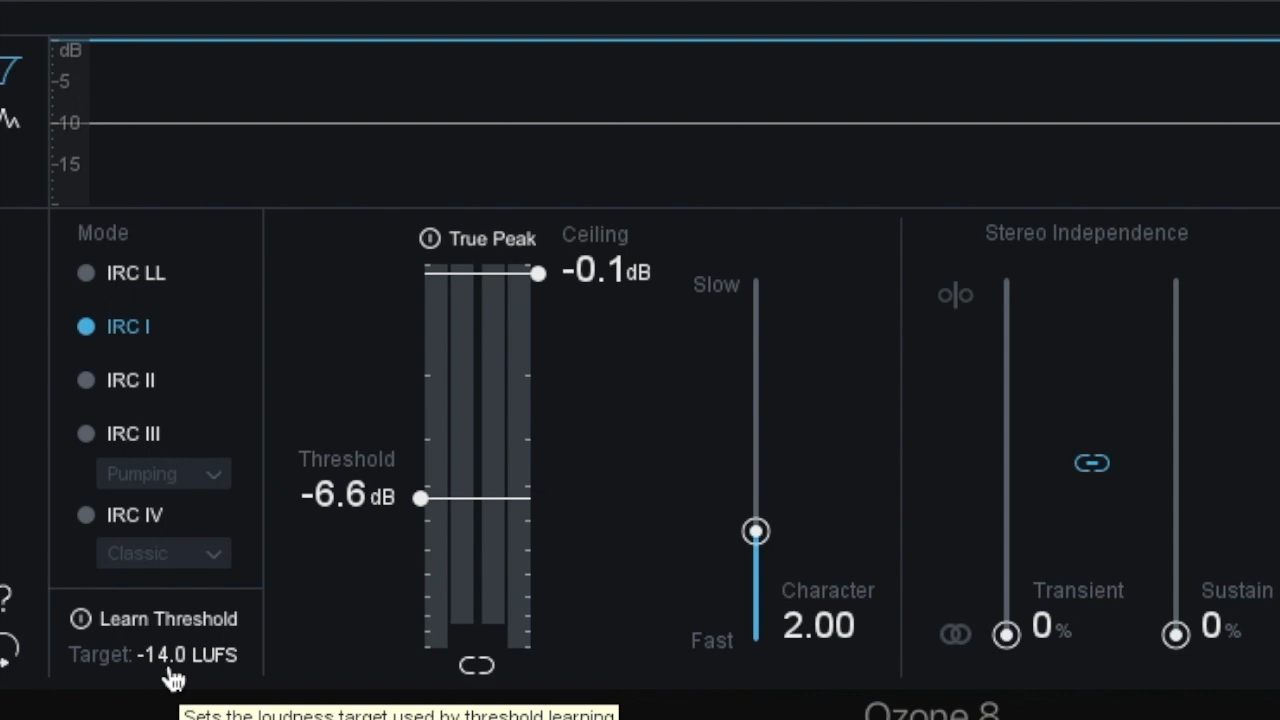 dB
-5
-10
-15
Mode
IRC LL
IRC I
IRC II
IRC III
Pumping
IRC IV
Classic
Learn Threshold
Target: -14.0 LUFS
True Peak
Ceiling
-0.1dB
Threshold
-6.6 dB
Slow
Fast
Character
2.00
Stereo Independence
Transient
0%
Sustain
0%
?
Sets the loudness target used by threshold learning
Ozone 8